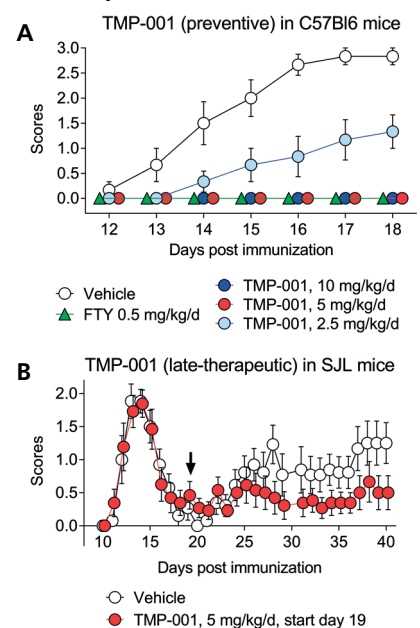 A
TMP-001 (preventive) in C57Bl6 mice
3.0
2.5
2.0
1.5
1.0
0.5
0.0
Scores
12 13 14 15 16 17 18
Days post immunization
Vehicle
FTY 0.5 mg/kg/d
TMP-001, 10 mg/kg/d
TMP-001, 5 mg/kg/d
TMP-001, 2.5 mg/kg/d
B
TMP-001 (late-therapeutic) in SJL mice
2.0
1.5
1.0
0.5
0.0
Scores
10 15 20 25 30 35 40
Days post immunization
Vehicle
TMP-001, 5 mg/kg/d, start day 19